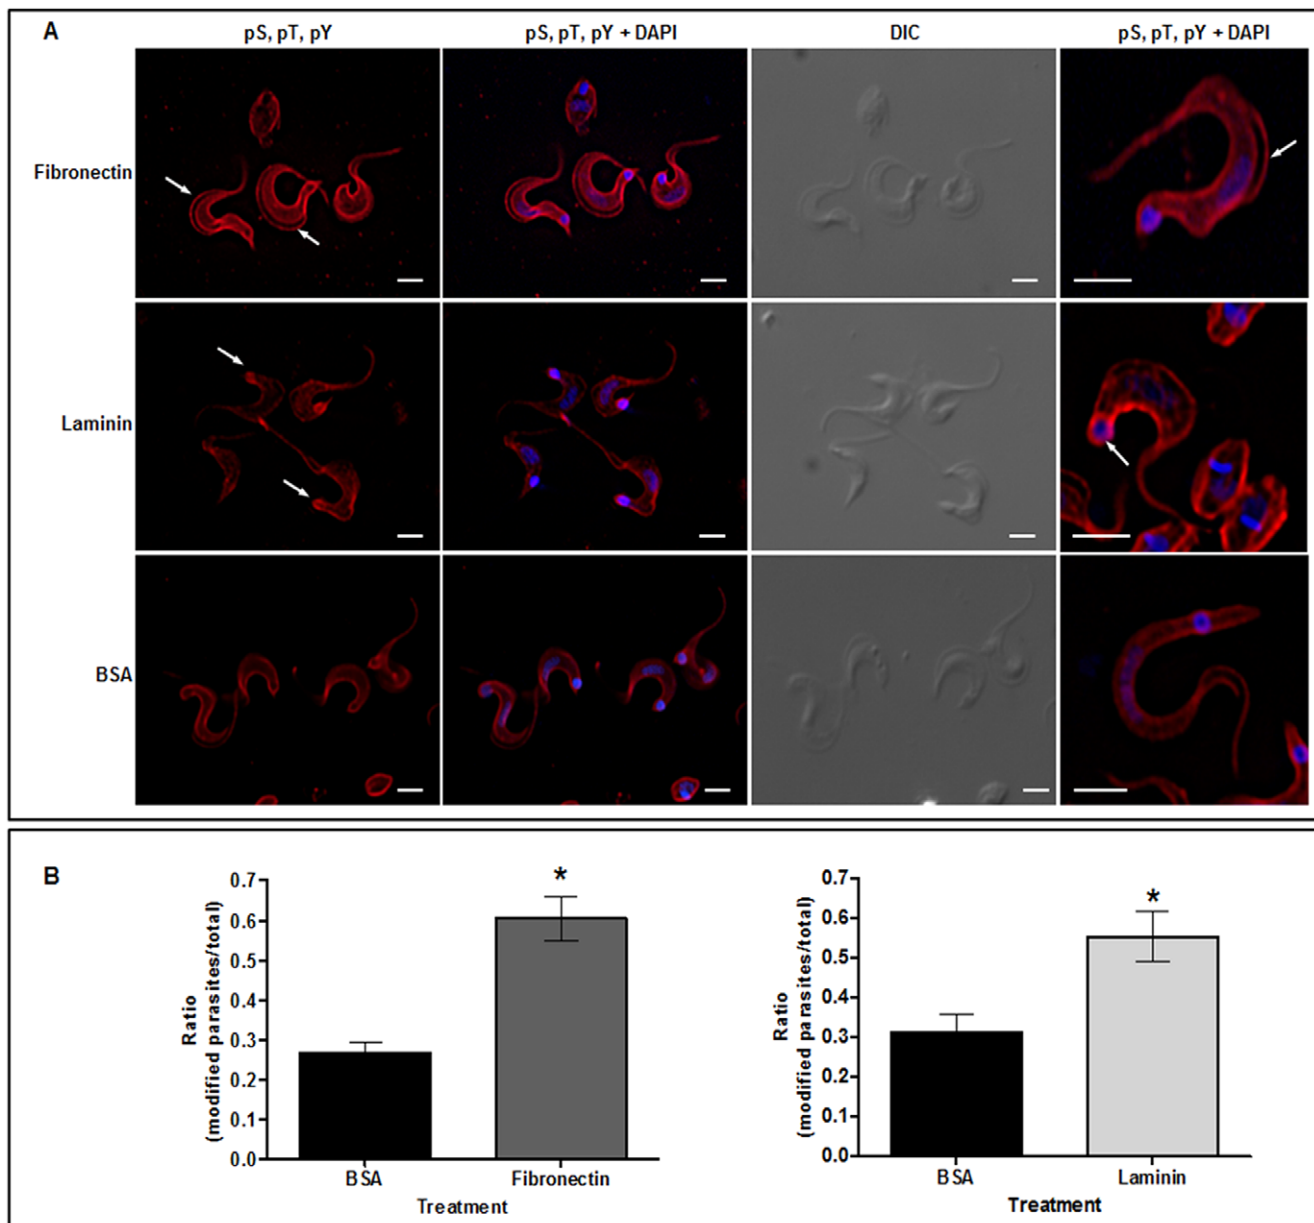 A
pS, pT, pY
pS, pT, pY + DAPI
DIC
pS, pT, pY + DAPI
Fibronectin
Laminin
BSA
B
Ratio
(modified parasites/total)
0.7
0.6
0.5
0.4
0.3
0.2
0.1
0.0
*
BSA
Fibronectin
Treatment
Ratio
(modified parasites/total)
0.7
0.6
0.5
0.4
0.3
0.2
0.1
0.0
*
BSA
Laminin
Treatment